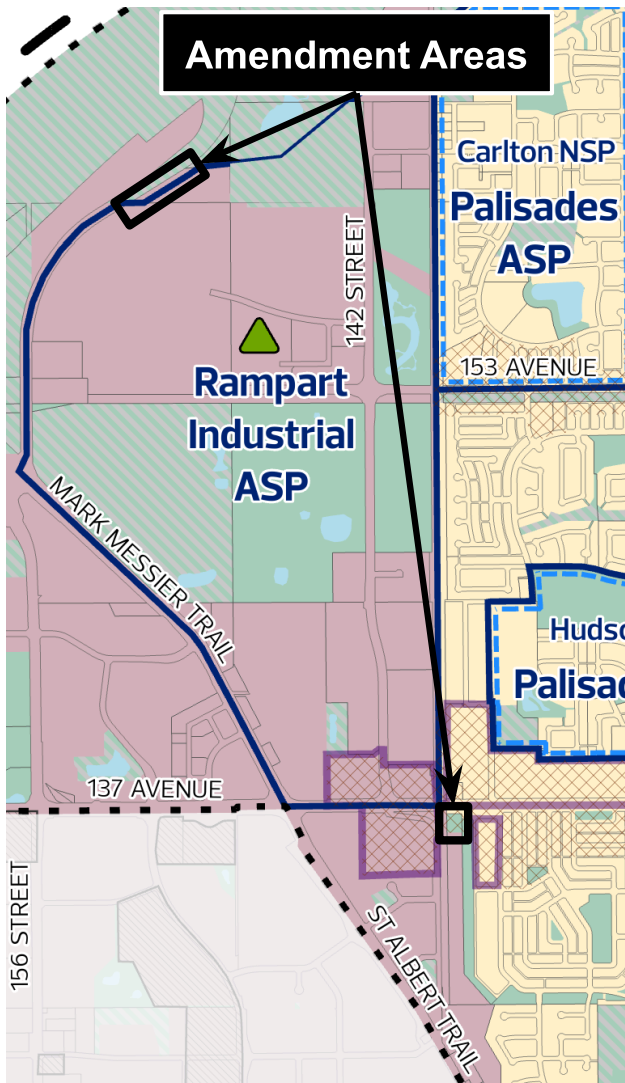 Amendment Areas
Carlton NSP
Palisades
ASP
142 STREET
153 AVENUE
Rampart
Industrial
ASP
MARK MESSIER TRAIL
Hudso
Palisad
137 AVENUE
156 STREET
ST ALBERT TRAIL